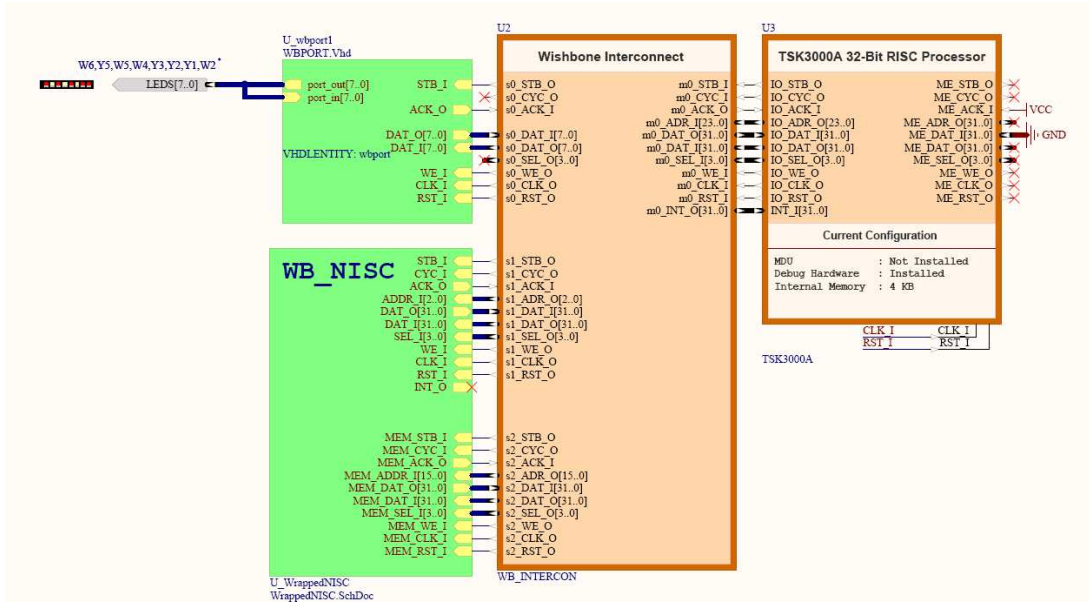 U_wbport1
WBPORT.Vhd
W6,Y5,W5,W4,Y3,Y2,Y1,W2*
LEDS[7..0]
port_out[7..0]
port_in[7..0]
STB_I
ACK_O
DAT_O[7..0]
DAT_I[7..0]
VHDLENTITY: wbport
WE_I
CLK_I
RST_I
WB_NISC
STB_I
CYC_I
ACK_O
ADDR_I[2..0]
DAT_O[31..0]
DAT_I[31..0]
SEL_I[3..0]
WE_I
CLK_I
RST_I
INT_O
MEM_STB_I
MEM_CYC_I
MEM_ACK_O
MEM_ADDR_I[15..0]
MEM_DAT_O[31..0]
MEM_DAT_I[31..0]
MEM_SEL_I[3..0]
MEM_WE_I
MEM_CLK_I
MEM_RST_I
U_WrappedNISC
WrappedNISC.SchDoc
U2
Wishbone Interconnect
s0_STB_O
s0_CYC_O
s0_ACK_I
s0_DAT_I[7..0]
s0_DAT_O[7..0]
s0_SEL_O[3..0]
s0_WE_O
s0_CLK_O
s0_RST_O
s1_STB_O
s1_CYC_O
s1_ACK_I
s1_ADR_O[2..0]
s1_DAT_I[31..0]
s1_DAT_O[31..0]
s1_SEL_O[3..0]
s1_WE_O
s1_CLK_O
s1_RST_O
s2_STB_O
s2_CYC_O
s2_ACK_I
s2_ADR_O[15..0]
s2_DAT_I[31..0]
s2_DAT_O[31..0]
s2_SEL_O[3..0]
s2_WE_O
s2_CLK_O
s2_RST_O
m0_STB_I
m0_CYC_I
m0_ACK_O
m0_ADR_I[23..0]
m0_DAT_O[31..0]
m0_DAT_I[31..0]
m0_SEL_I[3..0]
m0_WE_I
m0_CLK_I
m0_RST_I
m0_INT_O[31..0]
WB_INTERCON
U3
TSK3000A 32-Bit RISC Processor
IO_STB_O
IO_CYC_O
IO_ACK_I
IO_ADR_O[23..0]
IO_DAT_I[31..0]
IO_DAT_O[31..0]
IO_SEL_O[3..0]
IO_WE_O
IO_CLK_O
IO_RST_O
INT_I[31..0]
ME_STB_O
ME_CYC_O
ME_ACK_I
ME_ADR_O[31..0]
ME_DAT_I[31..0]
ME_DAT_O[31..0]
ME_SEL_O[3..0]
ME_WE_O
ME_CLK_O
ME_RST_O
VCC
GND
Current Configuration
MDU : Not Installed
Debug Hardware : Installed
Internal Memory : 4 KB
CLK_I CLK_I
RST_I RST_I
TSK3000A